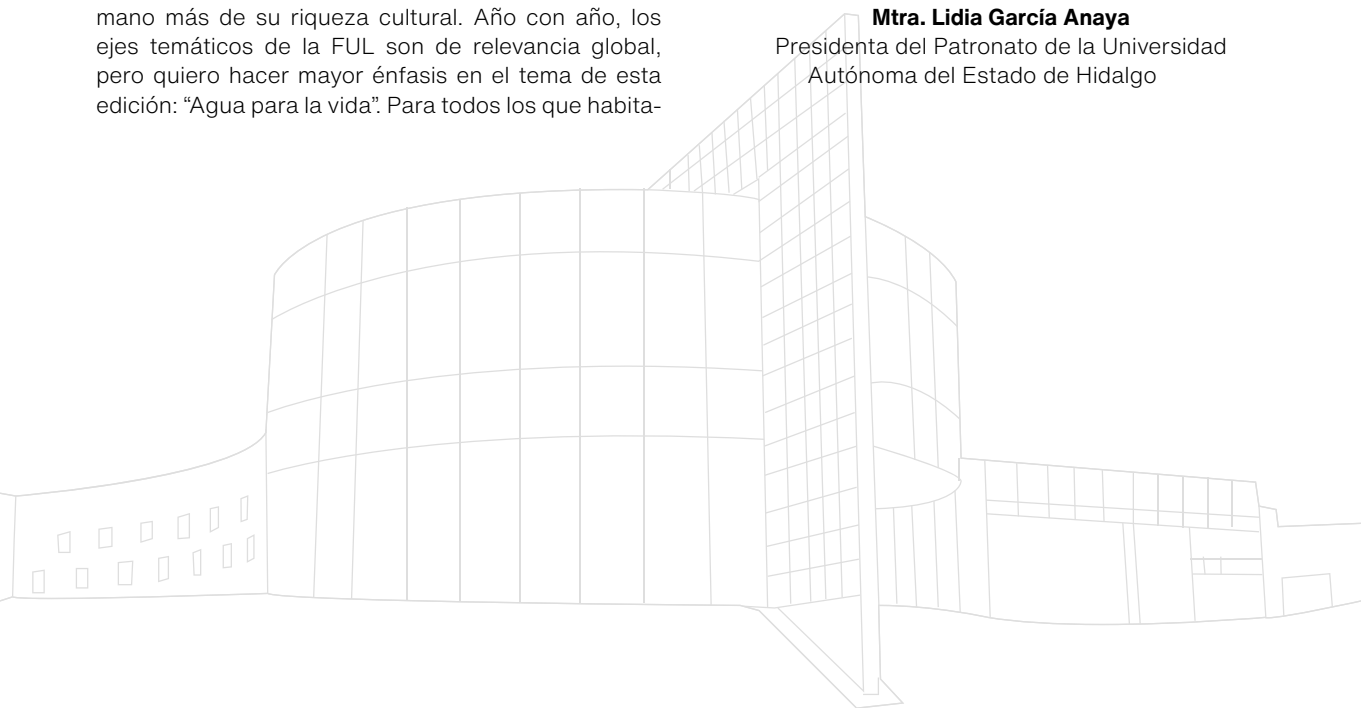 mano más de su riqueza cultural. Año con año, los
ejes temáticos de la FUL son de relevancia global,
pero quiero hacer mayor énfasis en el tema de esta
edición: “Agua para la vida”. Para todos los que habita-
Mtra. Lidia García Anaya
Presidenta del Patronato de la Universidad
Autónoma del Estado de Hidalgo